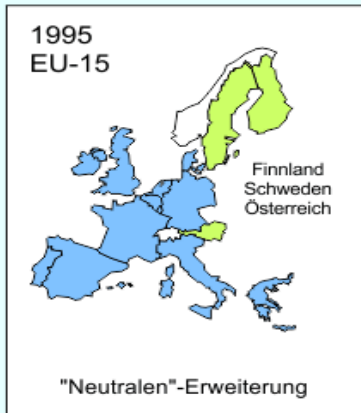 1995
EU-15
Finnland
Schweden
Österreich
"Neutralen"-Erweiterung